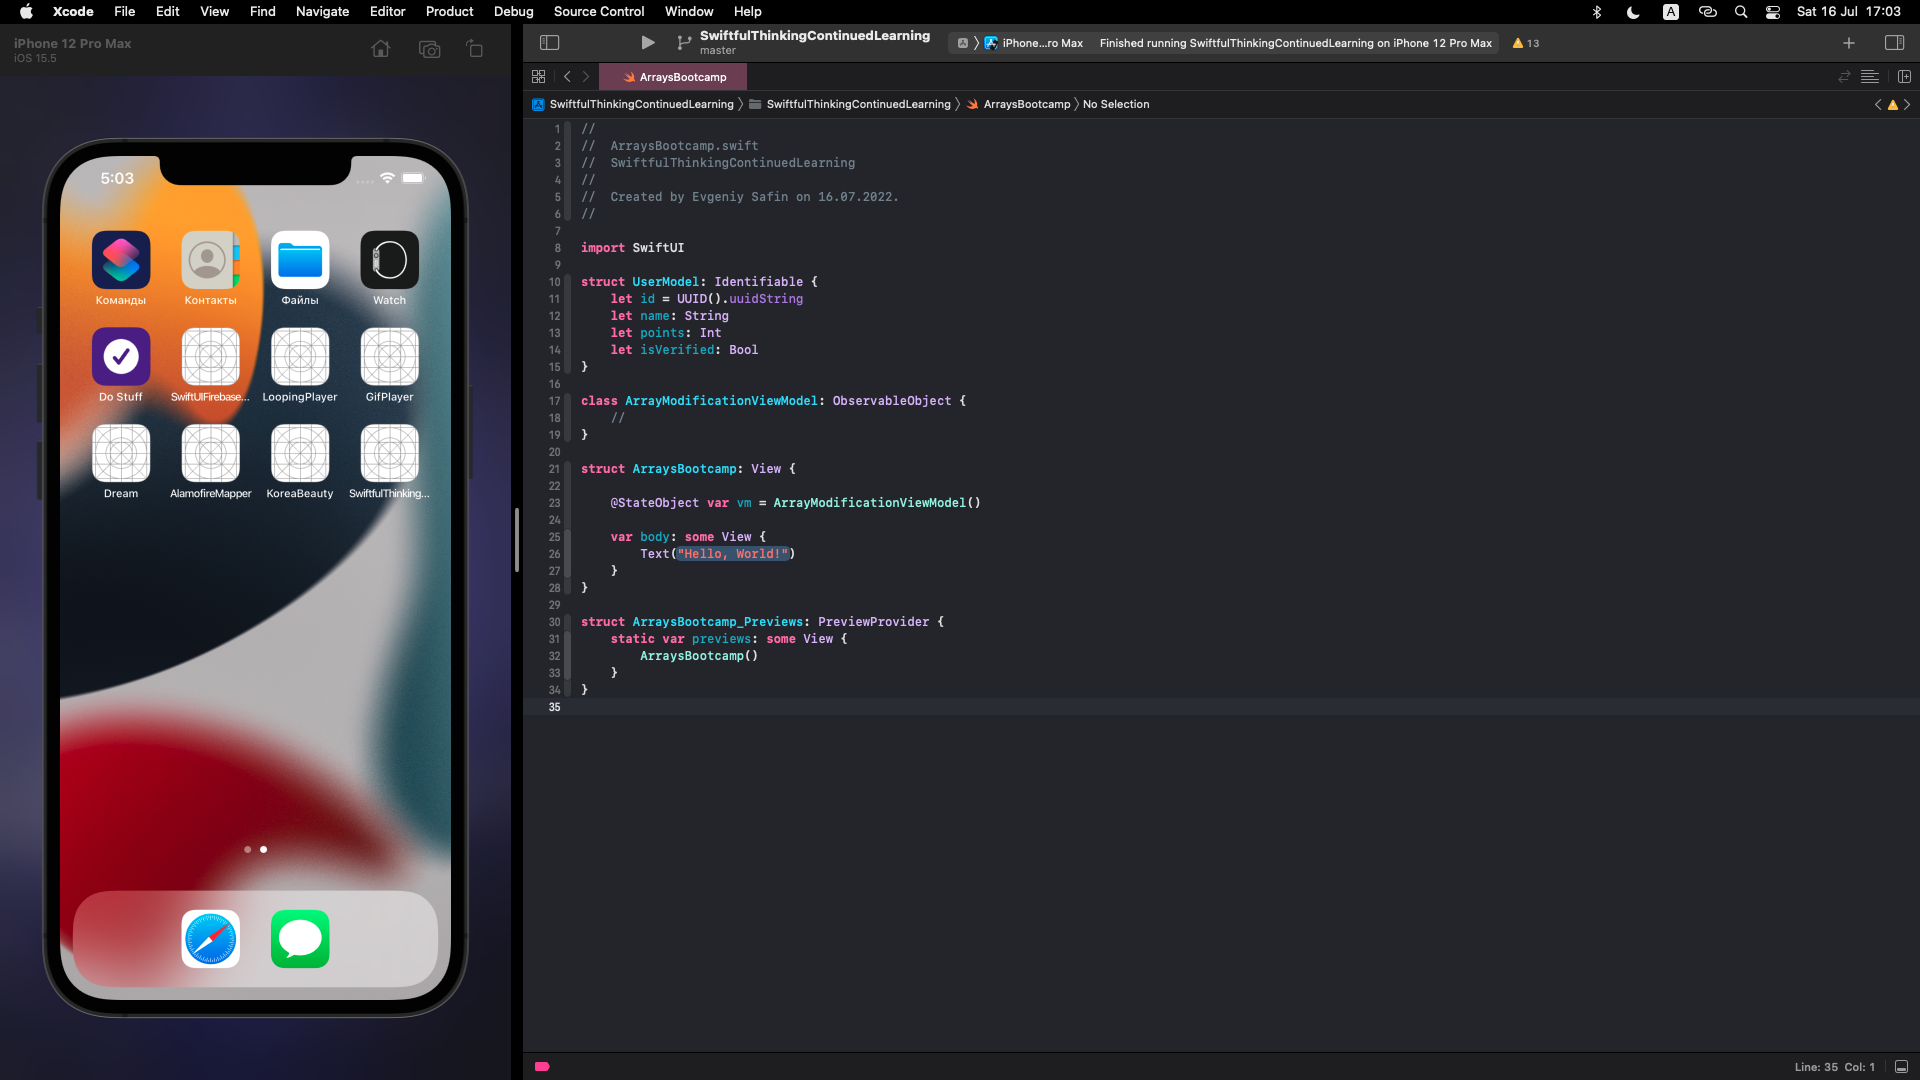 Xcode File Edit View Find Navigate Editor Product Debug Source Control Window Help A Sat 16 Jul 17:03
iPhone 12 Pro Max
iOS 15.5
5:03
Команды Контакты Файлы Watch
Do Stuff SwiftUIFirebase... LoopingPlayer GifPlayer
Dream AlamofireMapper KoreaBeauty SwiftfulThinking...
SwiftfulThinkingContinuedLearning
master
iPhone...ro Max Finished running SwiftfulThinkingContinuedLearning on iPhone 12 Pro Max 13
ArraysBootcamp
SwiftfulThinkingContinuedLearning SwiftfulThinkingContinuedLearning ArraysBootcamp No Selection
1 //
2 // ArraysBootcamp.swift
3 // SwiftfulThinkingContinuedLearning
4 //
5 // Created by Evgeniy Safin on 16.07.2022.
6 //
7
8 import SwiftUI
9
10 struct UserModel: Identifiable {
11 let id = UUID().uuidString
12 let name: String
13 let points: Int
14 let isVerified: Bool
15 }
16
17 class ArrayModificationViewModel: ObservableObject {
18 //
19 }
20
21 struct ArraysBootcamp: View {
22
23 @StateObject var vm = ArrayModificationViewModel()
24
25 var body: some View {
26 Text("Hello, World!")
27 }
28 }
29
30 struct ArraysBootcamp_Previews: PreviewProvider {
31 static var previews: some View {
32 ArraysBootcamp()
33 }
34 }
35
Line: 35 Col: 1